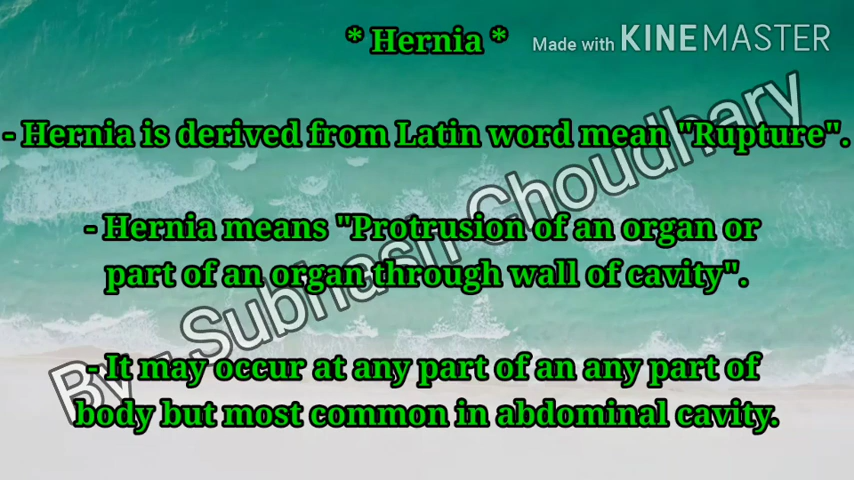 * Hernia *
Made with KINEMASTER
- Hernia is derived from Latin word mean "Rupture".
- Hernia means "Protrusion of an organ or
part of an organ through wall of cavity".
- It may occur at any part of an any part of
body but most common in abdominal cavity.
By - Subhash Choudhary